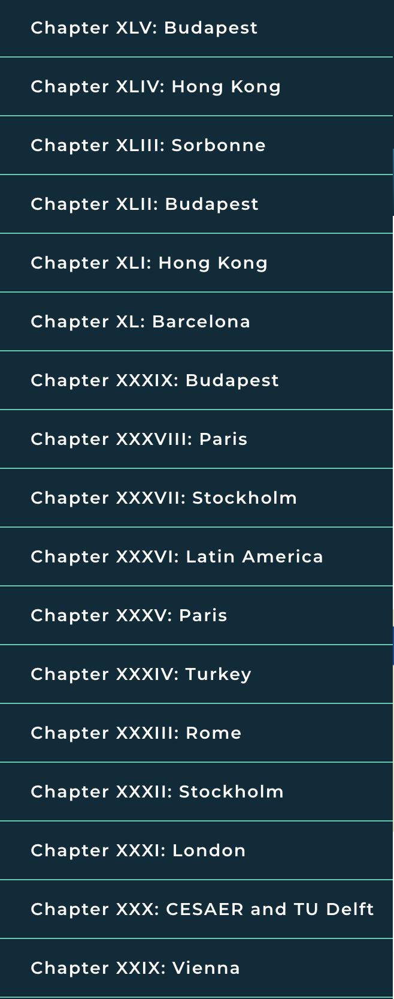 Chapter XLV: Budapest
Chapter XLIV: Hong Kong
Chapter XLIII: Sorbonne
Chapter XLII: Budapest
Chapter XLI: Hong Kong
Chapter XL: Barcelona
Chapter XXXIX: Budapest
Chapter XXXVIII: Paris
Chapter XXXVII: Stockholm
Chapter XXXVI: Latin America
Chapter XXXV: Paris
Chapter XXXIV: Turkey
Chapter XXXIII: Rome
Chapter XXXII: Stockholm
Chapter XXXI: London
Chapter XXX: CESAER and TU Delft
Chapter XXIX: Vienna